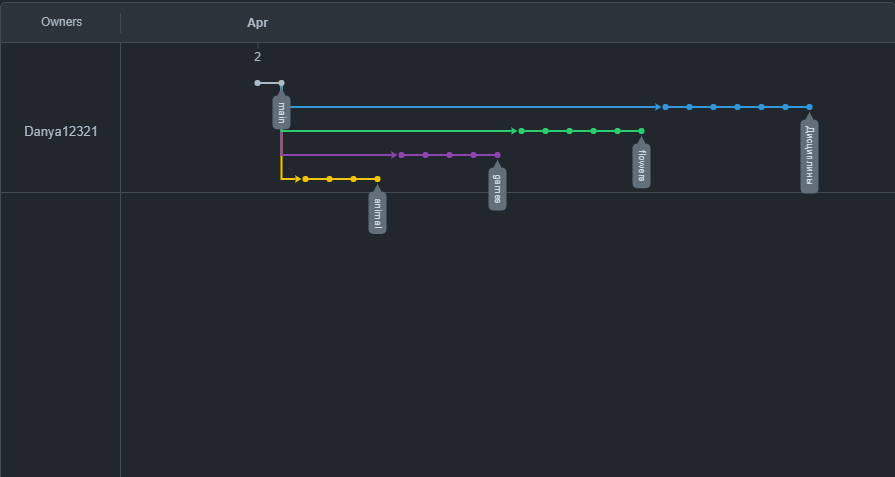 Owners
Apr
2
main
Danya12321
Дисциплины
flowers
games
animal